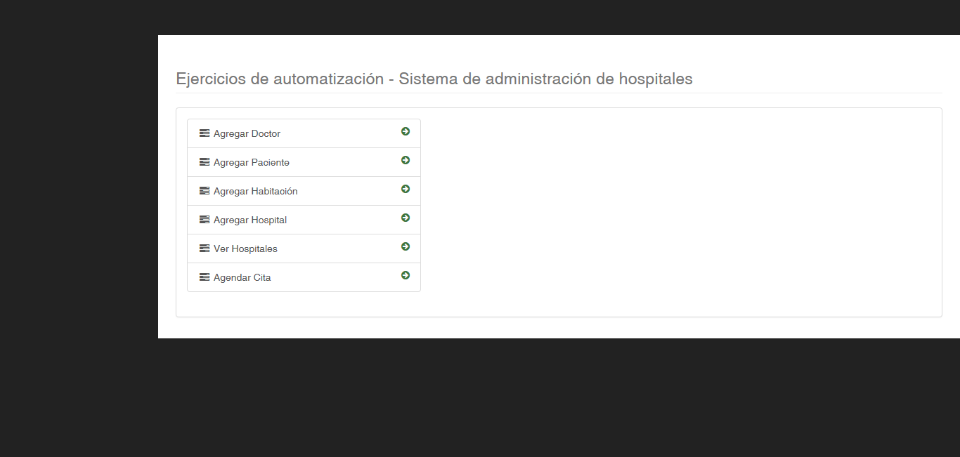 Ejercicios de automatización - Sistema de administración de hospitales
Agregar Doctor
Agregar Paciente
Agregar Habitación
Agregar Hospital
Ver Hospitales
Agendar Cita